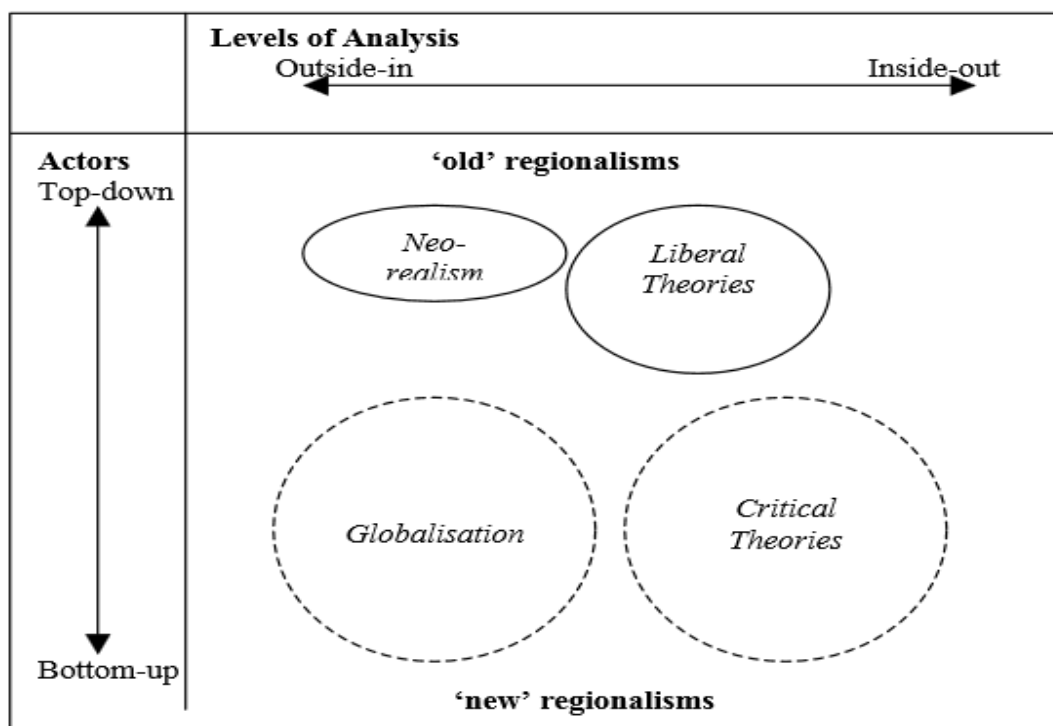 Levels of Analysis
Outside-in
Inside-out
Actors
Top-down
‘old’ regionalisms
Neo-
realism
Liberal
Theories
Globalisation
Critical
Theories
Bottom-up
‘new’ regionalisms